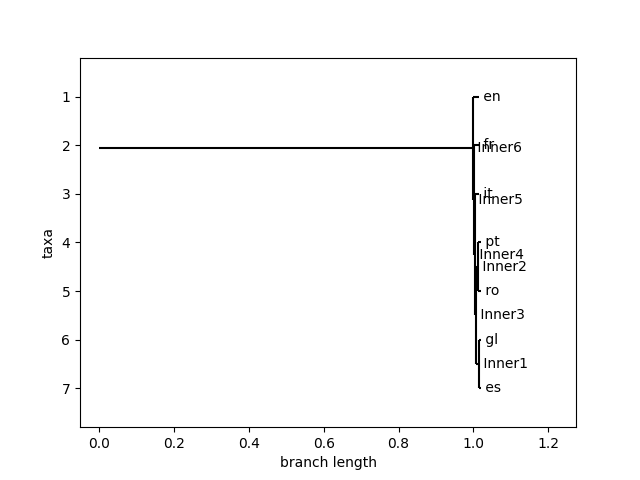 1
en
2
fr
Inner6
3
it
Inner5
4
pt
Inner4
Inner2
5
ro
Inner3
6
gl
Inner1
7
es
taxa
0.0 0.2 0.4 0.6 0.8 1.0 1.2
branch length